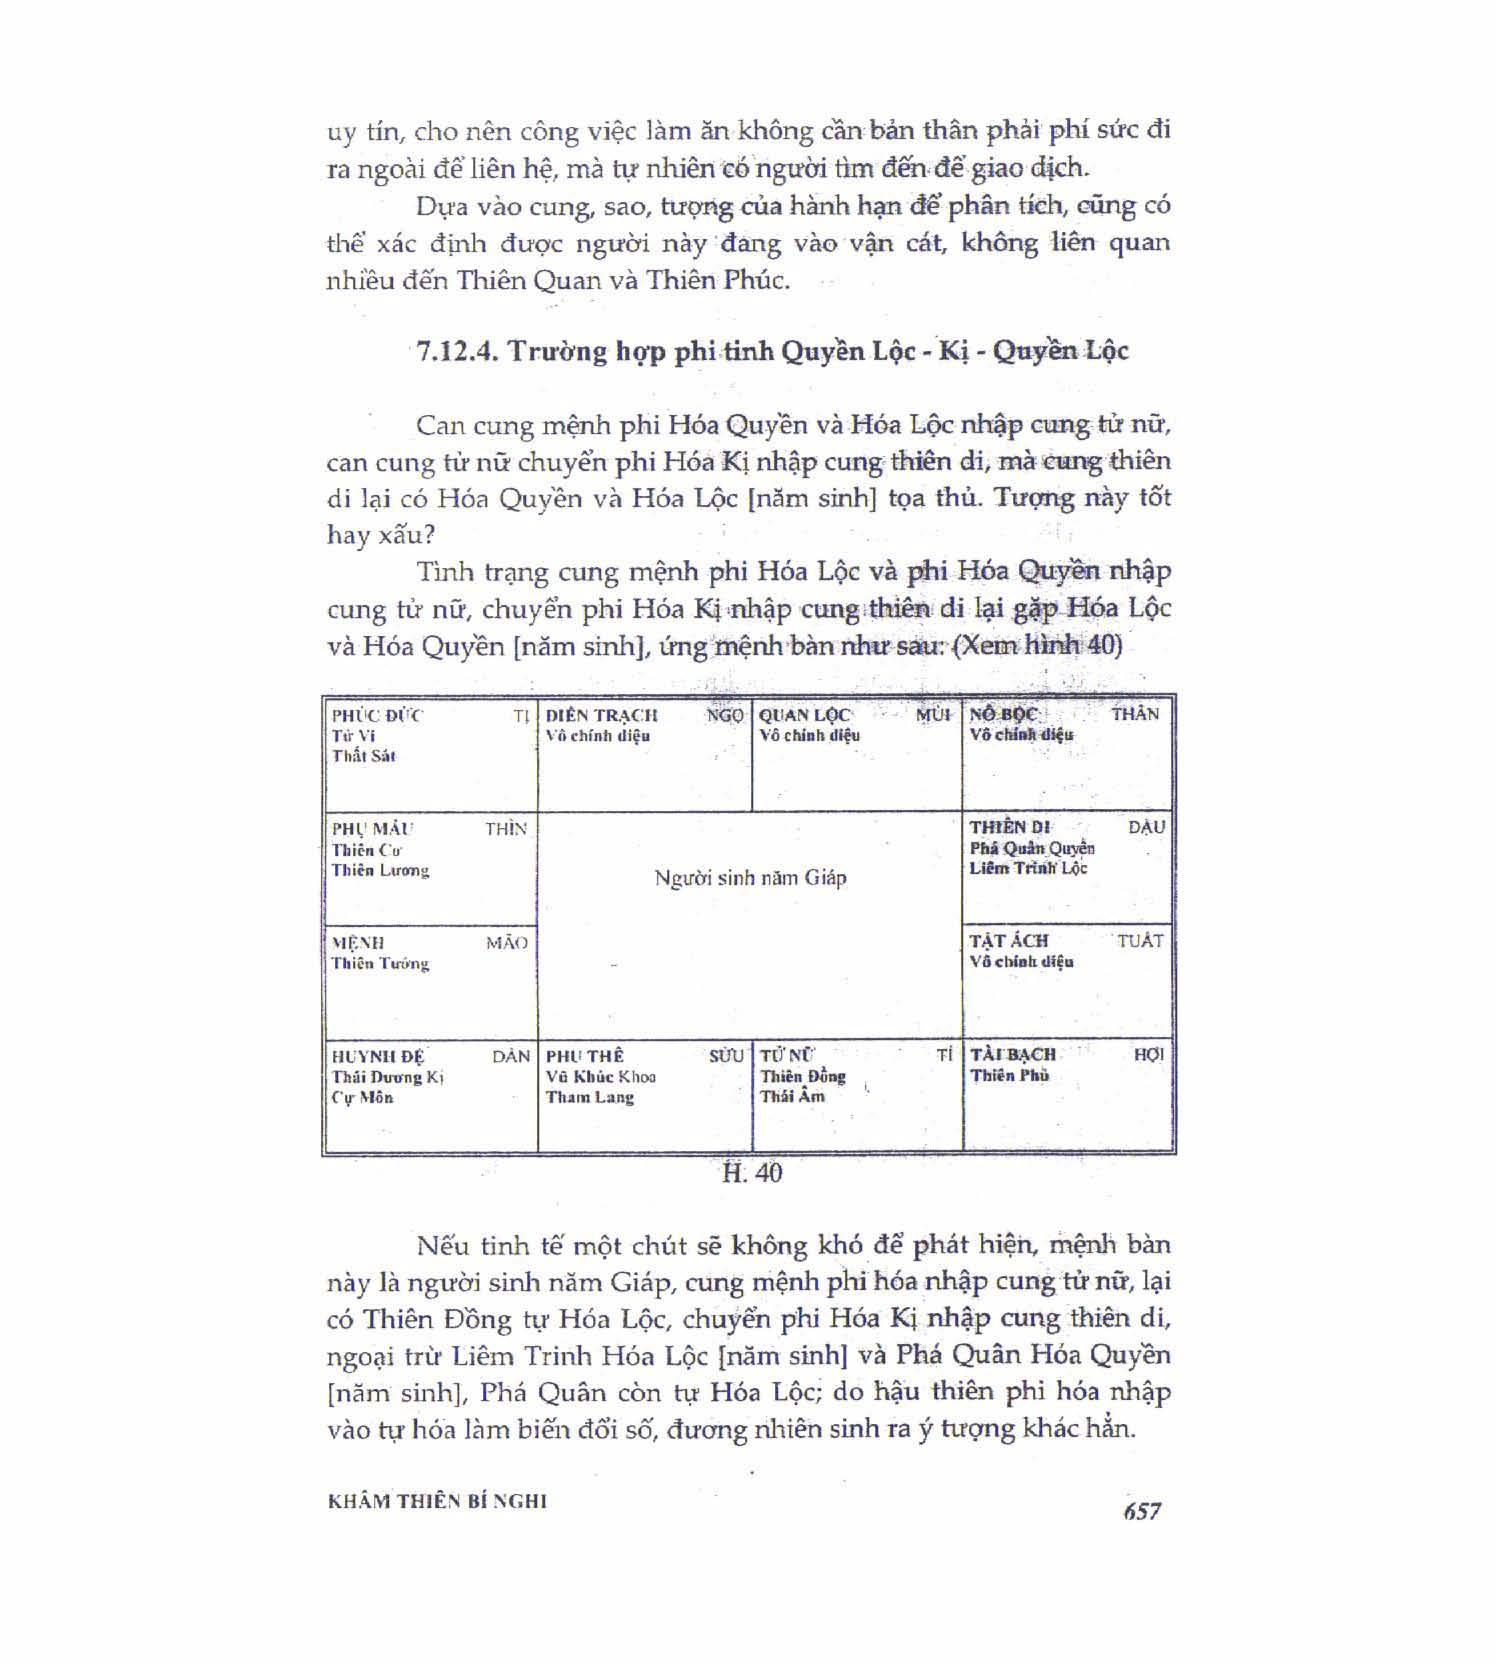 uy tín, cho nên công việc làm ăn không cần bản thân phải phí sức đi
ra ngoài để liên hệ, mà tự nhiên có người tìm đến để giao dịch.
Dựa vào cung, sao, tượng của hành hạn để phân tích, cũng có
thể xác định được người này đang vào vận cát, không liên quan
nhiều đến Thiên Quan và Thiên Phúc.
7.12.4. Trường hợp phi tinh Quyền Lộc - Kị - Quyền Lộc
Can cung mệnh phi Hóa Quyền và Hóa Lộc nhập cung tử nữ,
can cung tử nữ chuyển phi Hóa Kị nhập cung thiên di, mà cung thiên
di lại có Hóa Quyền và Hóa Lộc [năm sinh] tọa thủ. Tượng này tốt
hay xấu?
Tình trạng cung mệnh phi Hóa Lộc và phi Hóa Quyền nhập
cung tử nữ, chuyển phi Hóa Kị nhập cung thiên di lại gặp Hóa Lộc
và Hóa Quyền [năm sinh], ứng mệnh bàn như sau: (Xem hình 40)
PHÚC ĐỨC TỊ
Tử Vi
Thất Sát
ĐIỀN TRẠCH NGỌ
Vô chính diệu
QUAN LỘC MÙI
Vô chính diệu
NÔ BỘC THÂN
Vô chính diệu
PHỤ MẪU THÌN
Thiên Cơ
Thiên Lương
Người sinh năm Giáp
THIÊN DI DẬU
Phá Quân Quyền
Liêm Trinh Lộc
MỆNH MÃO
Thiên Tướng
TẬT ÁCH TUẤT
Vô chính diệu
HUYNH ĐỆ DẦN
Thái Dương Kị
Cự Môn
PHU THÊ SỬU
Vũ Khúc Khoa
Tham Lang
TỬ NỮ TÍ
Thiên Đồng
Thái Âm
TÀI BẠCH HỢI
Thiên Phủ
H. 40
Nếu tinh tế một chút sẽ không khó để phát hiện, mệnh bàn
này là người sinh năm Giáp, cung mệnh phi hóa nhập cung tử nữ, lại
có Thiên Đồng tự Hóa Lộc, chuyển phi Hóa Kị nhập cung thiên di,
ngoại trừ Liêm Trinh Hóa Lộc [năm sinh] và Phá Quân Hóa Quyền
[năm sinh], Phá Quân còn tự Hóa Lộc; do hậu thiên phi hóa nhập
vào tự hóa làm biến đổi số, đương nhiên sinh ra ý tượng khác hẳn.
KHÂM THIÊN BÍ NGHI
657